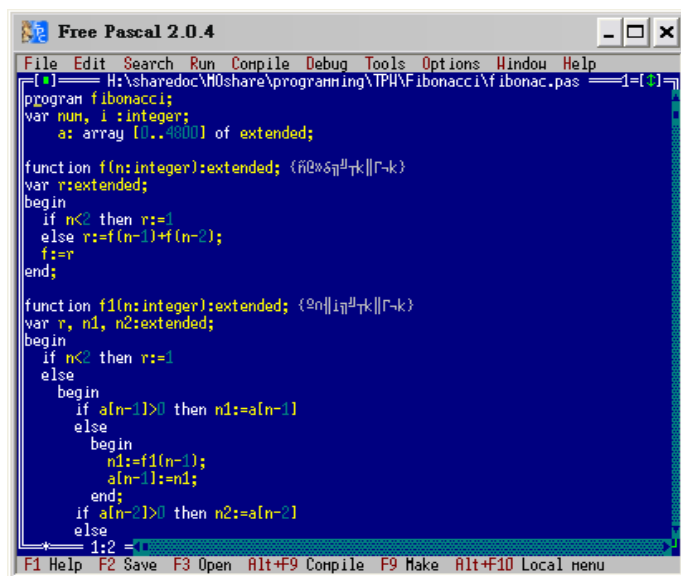 Free Pascal 2.0.4
File Edit Search Run Compile Debug Tools Options Window Help
H:\sharedoc\MOshare\programming\TPW\Fibonacci\fibonac.pas 1=[↕]
program fibonacci;
var num, i :integer;
a: array [0..4800] of extended;
function f(n:integer):extended;
var r:extended;
begin
if n<2 then r:=1
else r:=f(n-1)+f(n-2);
f:=r
end;
function f1(n:integer):extended;
var r, n1, n2:extended;
begin
if n<2 then r:=1
else
begin
if a[n-1]>0 then n1:=a[n-1]
else
begin
n1:=f1(n-1);
a[n-1]:=n1;
end;
if a[n-2]>0 then n2:=a[n-2]
else
* 1:2
F1 Help F2 Save F3 Open Alt+F9 Compile F9 Make Alt+F10 Local menu